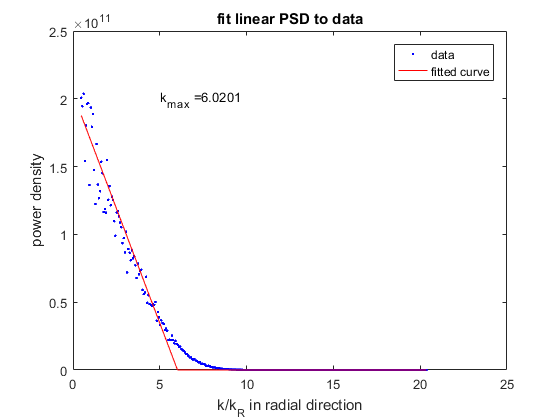 fit linear PSD to data
×10^11
2.5
2
1.5
1
0.5
0
power density
k_max =6.0201
data
fitted curve
0 5 10 15 20 25
k/k_R in radial direction